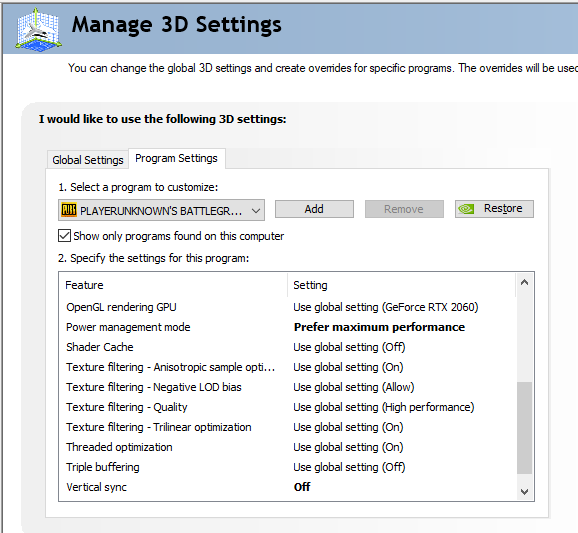 Manage 3D Settings
You can change the global 3D settings and create overrides for specific programs. The overrides will be used
I would like to use the following 3D settings:
Global Settings
Program Settings
1. Select a program to customize:
PLAYERUNKNOWN'S BATTLEGR...
Add
Remove
Restore
Show only programs found on this computer
2. Specify the settings for this program:
Feature Setting
OpenGL rendering GPU Use global setting (GeForce RTX 2060)
Power management mode Prefer maximum performance
Shader Cache Use global setting (Off)
Texture filtering - Anisotropic sample opti... Use global setting (On)
Texture filtering - Negative LOD bias Use global setting (Allow)
Texture filtering - Quality Use global setting (High performance)
Texture filtering - Trilinear optimization Use global setting (On)
Threaded optimization Use global setting (On)
Triple buffering Use global setting (Off)
Vertical sync Off